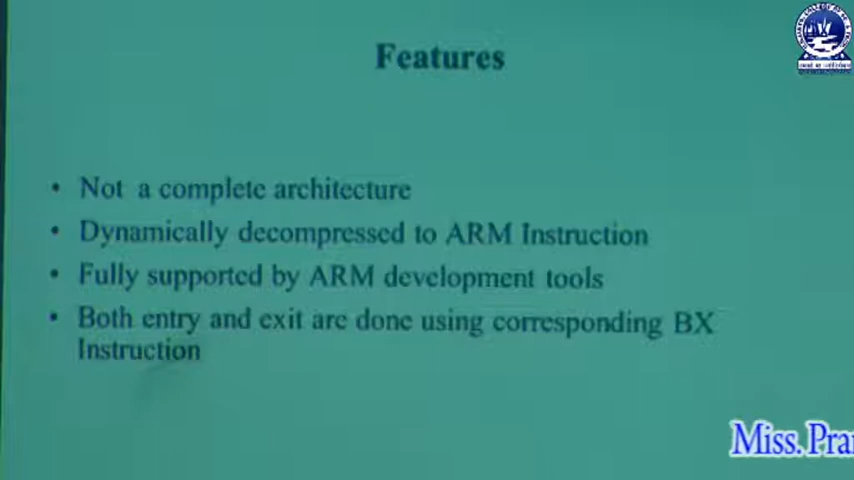 Features
• Not a complete architecture
• Dynamically decompressed to ARM Instruction
• Fully supported by ARM development tools
• Both entry and exit are done using corresponding BX
Instruction
Miss. Pra